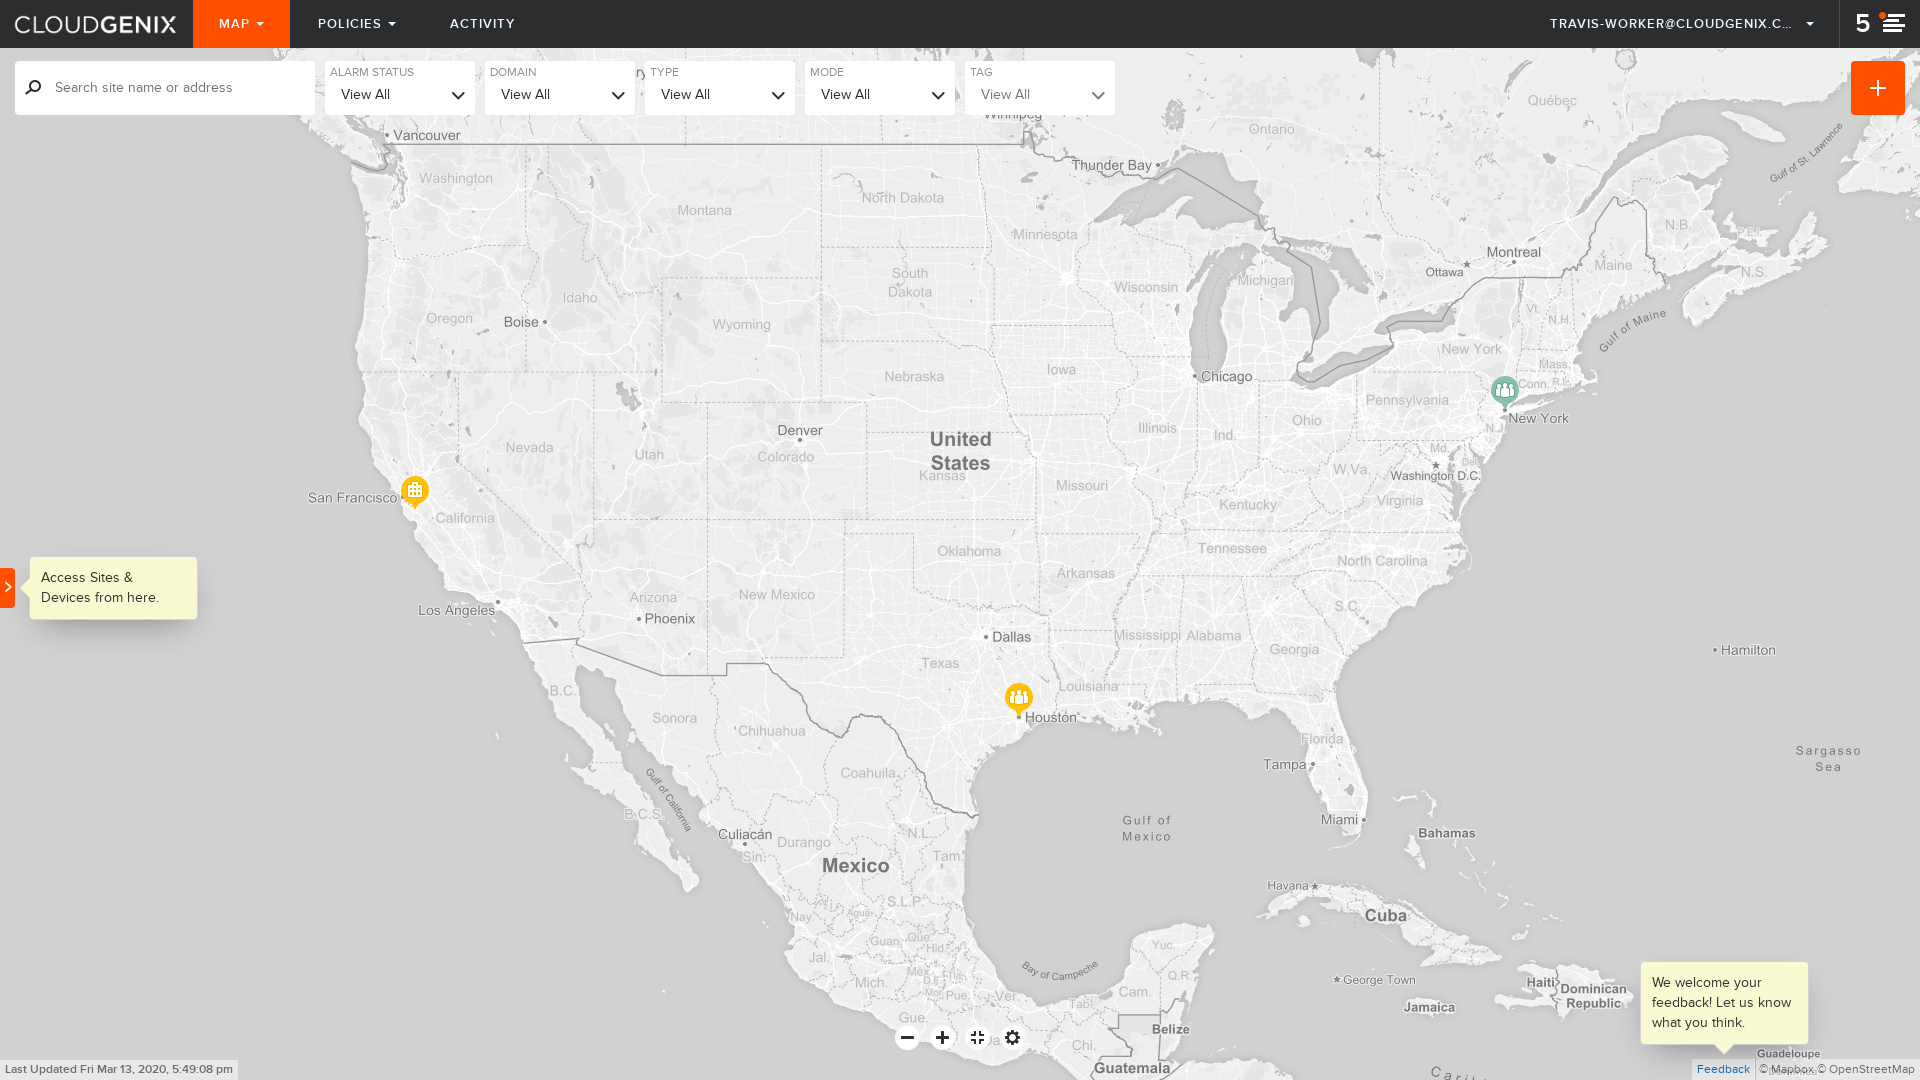 CLOUDGENIX
MAP
POLICIES
ACTIVITY
TRAVIS-WORKER@CLOUDGENIX.C...
5
Search site name or address
ALARM STATUS
View All
DOMAIN
View All
TYPE
View All
MODE
View All
TAG
View All
Winnipeg
Québec
Ontario
Vancouver
Gulf of St. Lawrence
Thunder Bay
Washington
Montana
North Dakota
Minnesota
N.B.
P.E.I.
Montreal
Ottawa
Maine
N.S.
South
Dakota
Michigan
Wisconsin
Idaho
Oregon
Boise
Wyoming
Vt.
N.H.
Gulf of Maine
New York
Mass.
Iowa
Nebraska
Chicago
Conn.
R.I.
Pennsylvania
New York
Ohio
N.J.
Illinois
Ind.
Denver
Colorado
United
States
Kansas
Nevada
Utah
Md.
Del.
W.Va.
Washington D.C.
Missouri
Virginia
Kentucky
San Francisco
California
Oklahoma
Tennessee
North Carolina
Arkansas
Access Sites &
Devices from here.
Arizona
New Mexico
Los Angeles
Phoenix
S.C.
Dallas
Mississippi
Alabama
Georgia
Hamilton
Texas
Louisiana
B.C.
Sonora
Houston
Chihuahua
Florida
Sargasso
Sea
Tampa
Coahuila
Gulf of California
B.C.S.
Gulf of
Mexico
Miami
Bahamas
Culiacán
Durango
N.L.
Sin.
Tam.
Mexico
Havana
Cuba
S.L.P.
Nay.
Agua.
Guan.
Que.
Hid.
Yuc.
Jal.
Bay of Campeche
Q.R.
Méx.
Tla.
D.F.
Mich.
Mor.
Pue.
Ver.
Tab.
Cam.
George Town
Haiti
Dominican
Republic
Jamaica
Gue.
Belize
Chi.
Guatemala
We welcome your
feedback! Let us know
what you think.
Guadeloupe
Dominica
Last Updated Fri Mar 13, 2020, 5:49:08 pm
Feedback
© Mapbox © OpenStreetMap